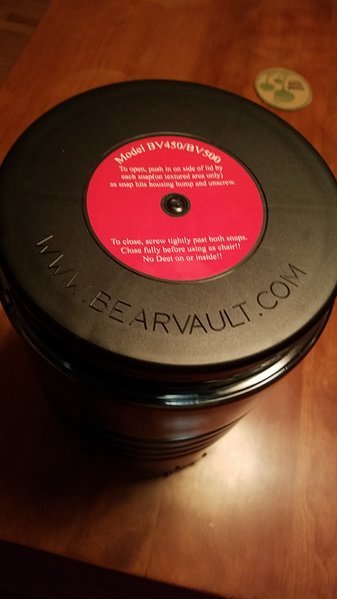 Model BV450/BV500
To open, push in on side of lid by
each snap(on textured area only)
as snap hits housing bump and unscrew.
To close, screw tightly past both snaps.
Close fully before using as chair!!
No Deet on or inside!!
WWW.BEARVAULT.COM